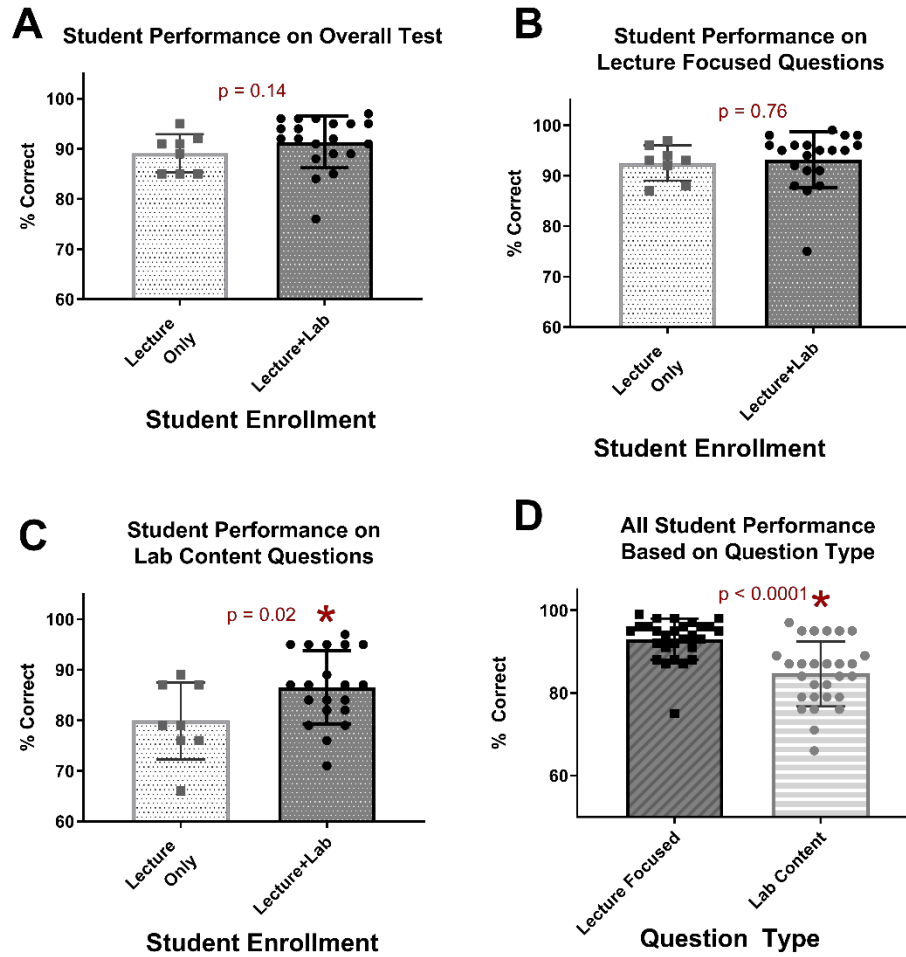 A
Student Performance on Overall Test
p = 0.14
100
90
80
70
60
% Correct
Lecture
Only
Lecture+Lab
Student Enrollment
B
Student Performance on
Lecture Focused Questions
p = 0.76
100
90
80
70
60
% Correct
Lecture
Only
Lecture+Lab
Student Enrollment
C
Student Performance on
Lab Content Questions
p = 0.02 *
100
90
80
70
60
% Correct
Lecture
Only
Lecture+Lab
Student Enrollment
D
All Student Performance
Based on Question Type
p < 0.0001 *
100
80
60
% Correct
Lecture Focused
Lab Content
Question Type